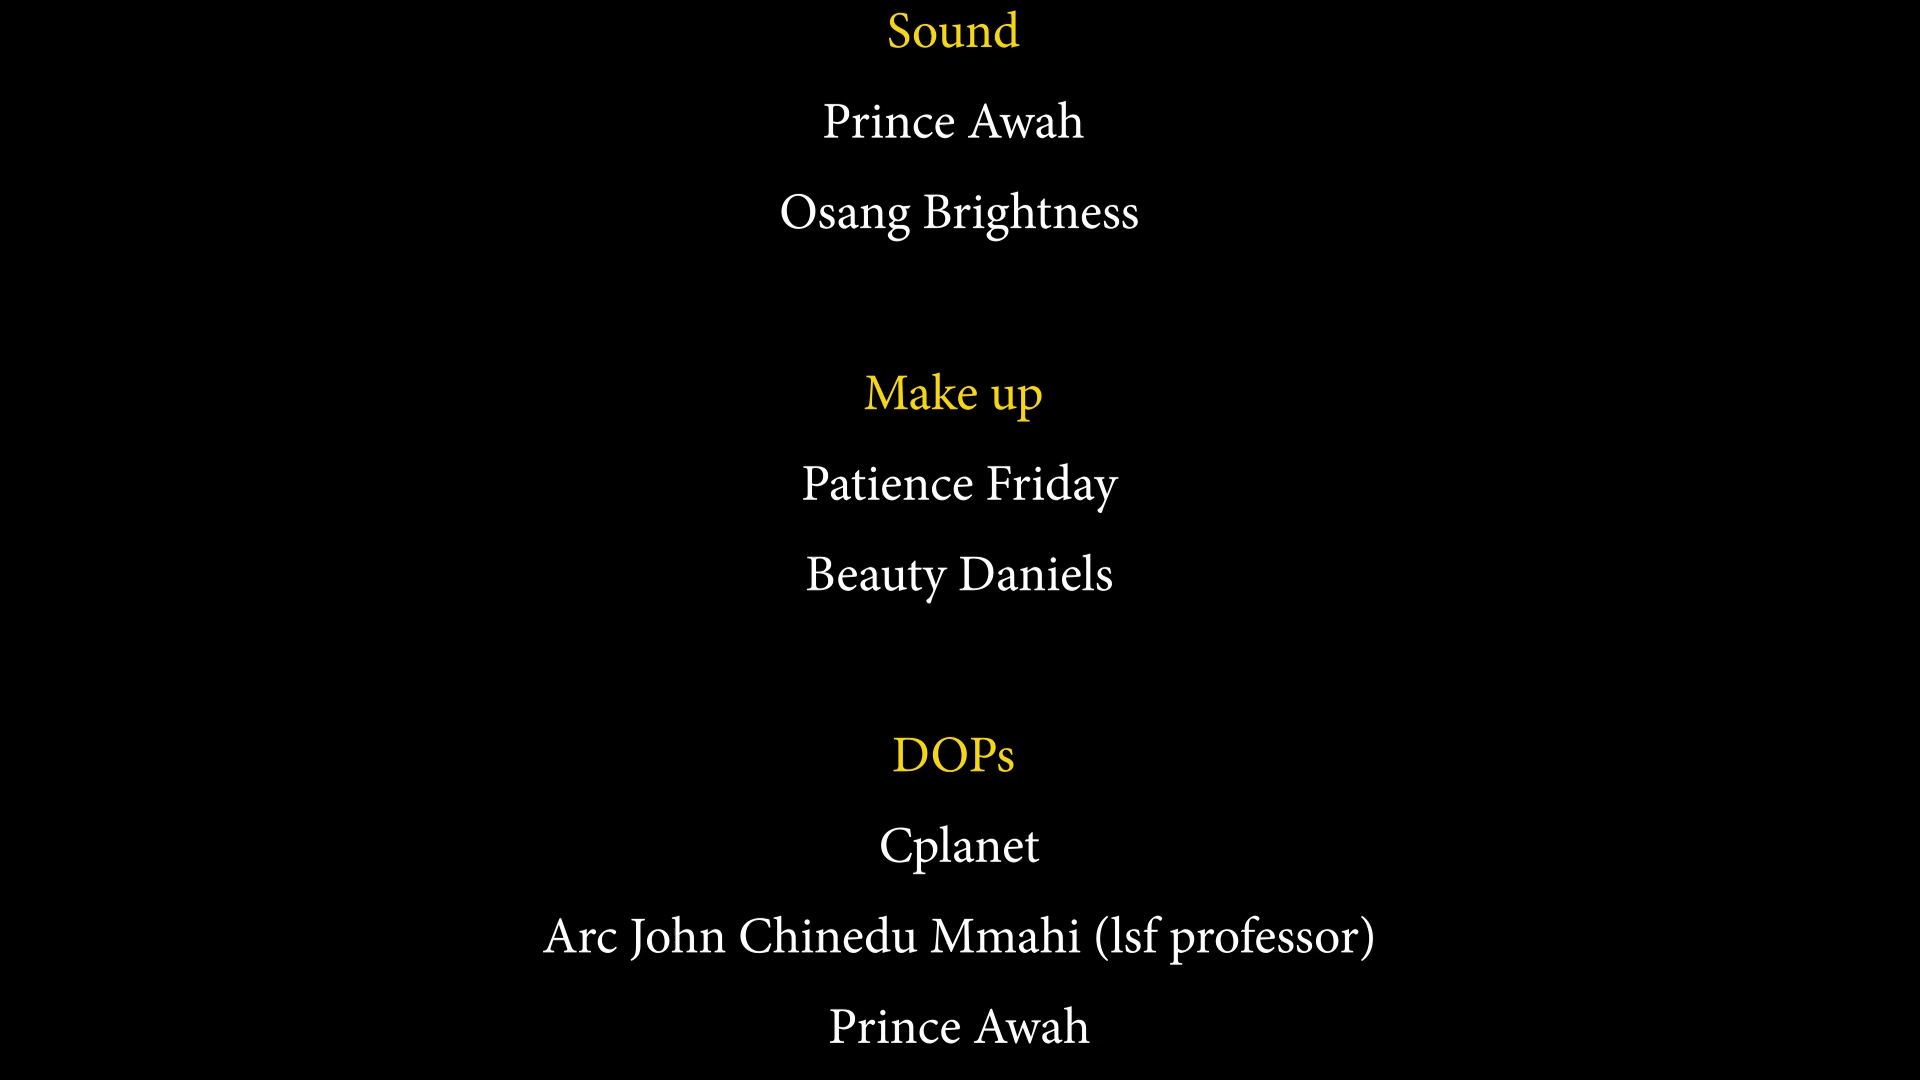 Sound
Prince Awah
Osang Brightness
Make up
Patience Friday
Beauty Daniels
DOPs
Cplanet
Arc John Chinedu Mmahi (lsf professor)
Prince Awah